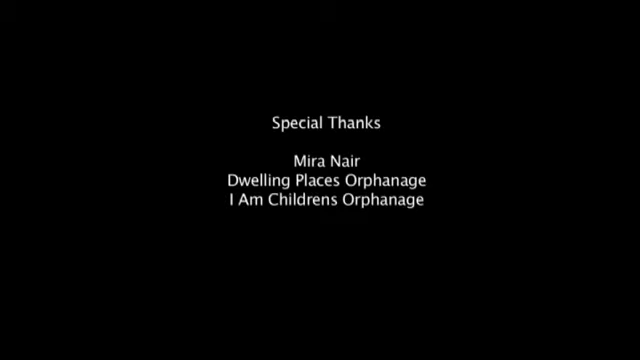 Special Thanks
Mira Nair
Dwelling Places Orphanage
I Am Childrens Orphanage